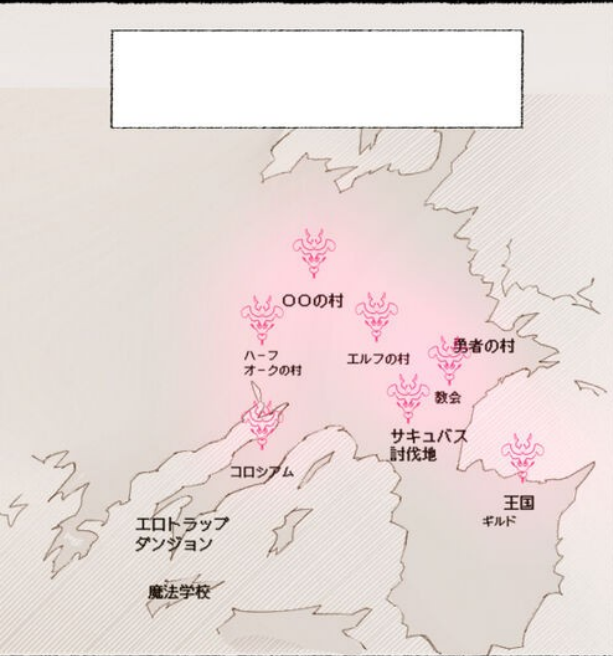 〇〇の村
勇者の村
ハーフ
オークの村
エルフの村
教会
サキュバス
討伐地
コロシアム
王国
ギルド
エロトラップ
ダンジョン
魔法学校